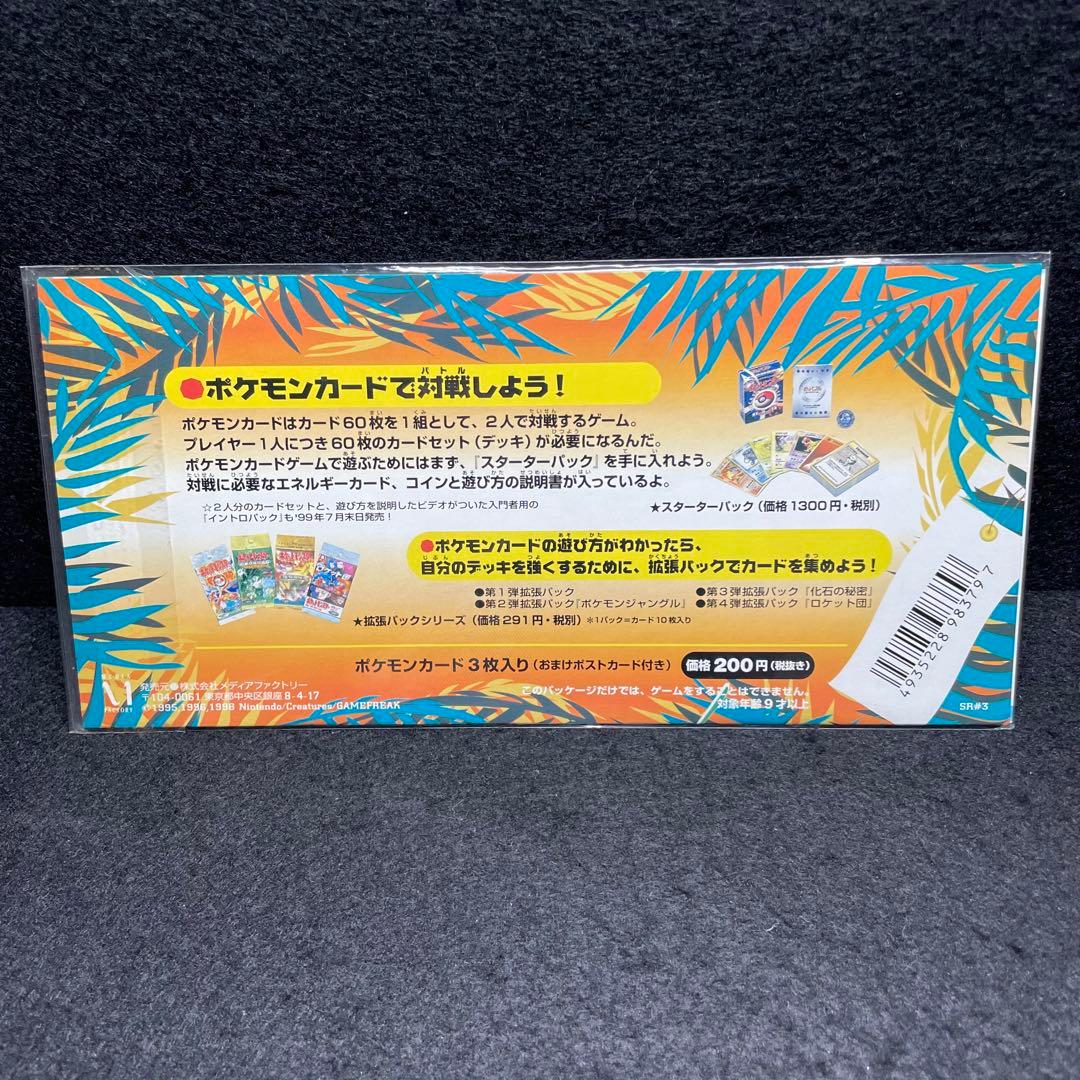 ●ポケモンカードで対戦しよう!
バトル
ポケモンカードはカード60枚を1組として、2人で対戦するゲーム。
プレイヤー1人につき60枚のカードセット(デッキ)が必要になるんだ。
ポケモンカードゲームで遊ぶためにはまず、『スターターパック』を手に入れよう。
対戦に必要なエネルギーカード、コインと遊び方の説明書が入っているよ。
☆2人分のカードセットと、遊び方を説明したビデオがついた入門者用の
『イントロパック』も'99年7月末日発売!
★スターターパック(価格1300円・税別)
●ポケモンカードの遊び方がわかったら、
自分のデッキを強くするために、拡張パックでカードを集めよう!
●第1弾拡張パック
●第3弾拡張パック『化石の秘密』
●第2弾拡張パック『ポケモンジャングル』
●第4弾拡張パック『ロケット団』
★拡張パックシリーズ(価格291円・税別) *1パック=カード10枚入り
ポケモンカード3枚入り(おまけポストカード付き) 価格200円(税抜き)
このパッケージだけでは、ゲームをすることはできません。
対象年齢9才以上
MEDIA FACTORY
発売元●株式会社メディアファクトリー
〒104-0061 東京都中央区銀座8-4-17
©1995,1996,1998 Nintendo/Creatures/GAMEFREAK
4935228983797
SR#3